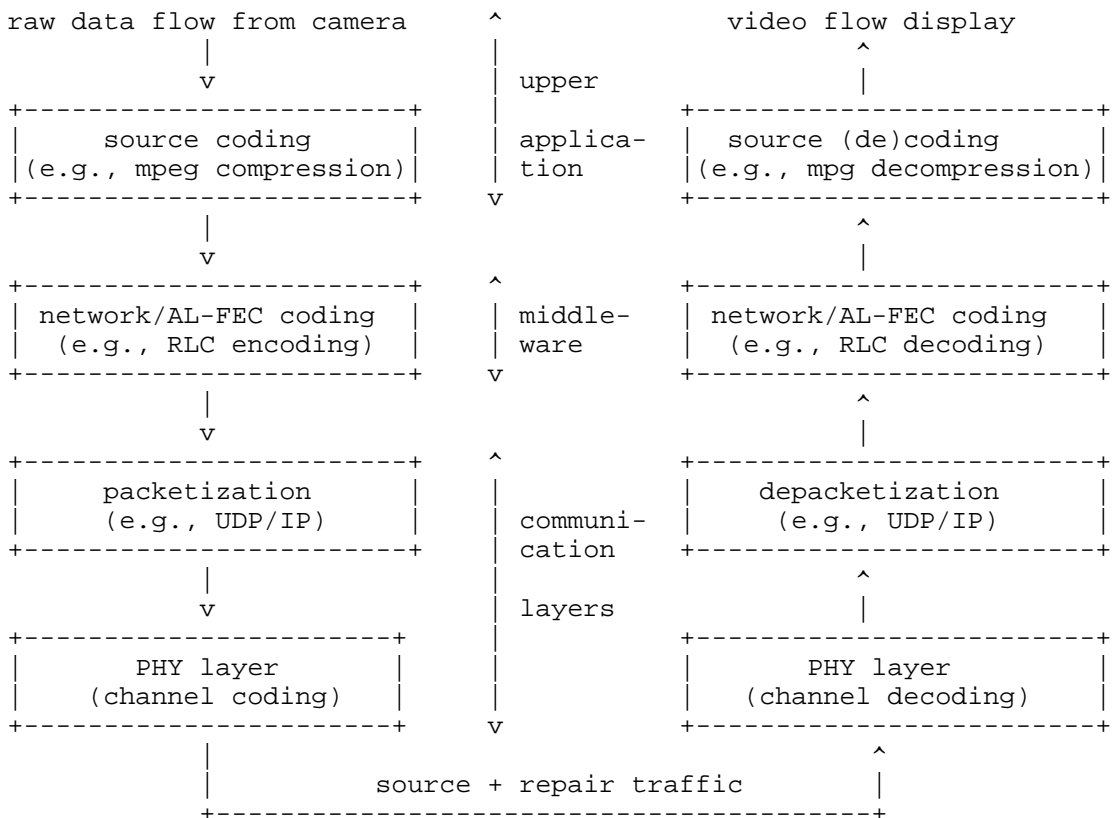 raw data flow from camera video flow display
upper
source coding applica- source (de)coding
(e.g., mpeg compression) tion (e.g., mpg decompression)
network/AL-FEC coding middle- network/AL-FEC coding
(e.g., RLC encoding) ware (e.g., RLC decoding)
packetization depacketization
(e.g., UDP/IP) communi- (e.g., UDP/IP)
cation
layers
PHY layer PHY layer
(channel coding) (channel decoding)
source + repair traffic